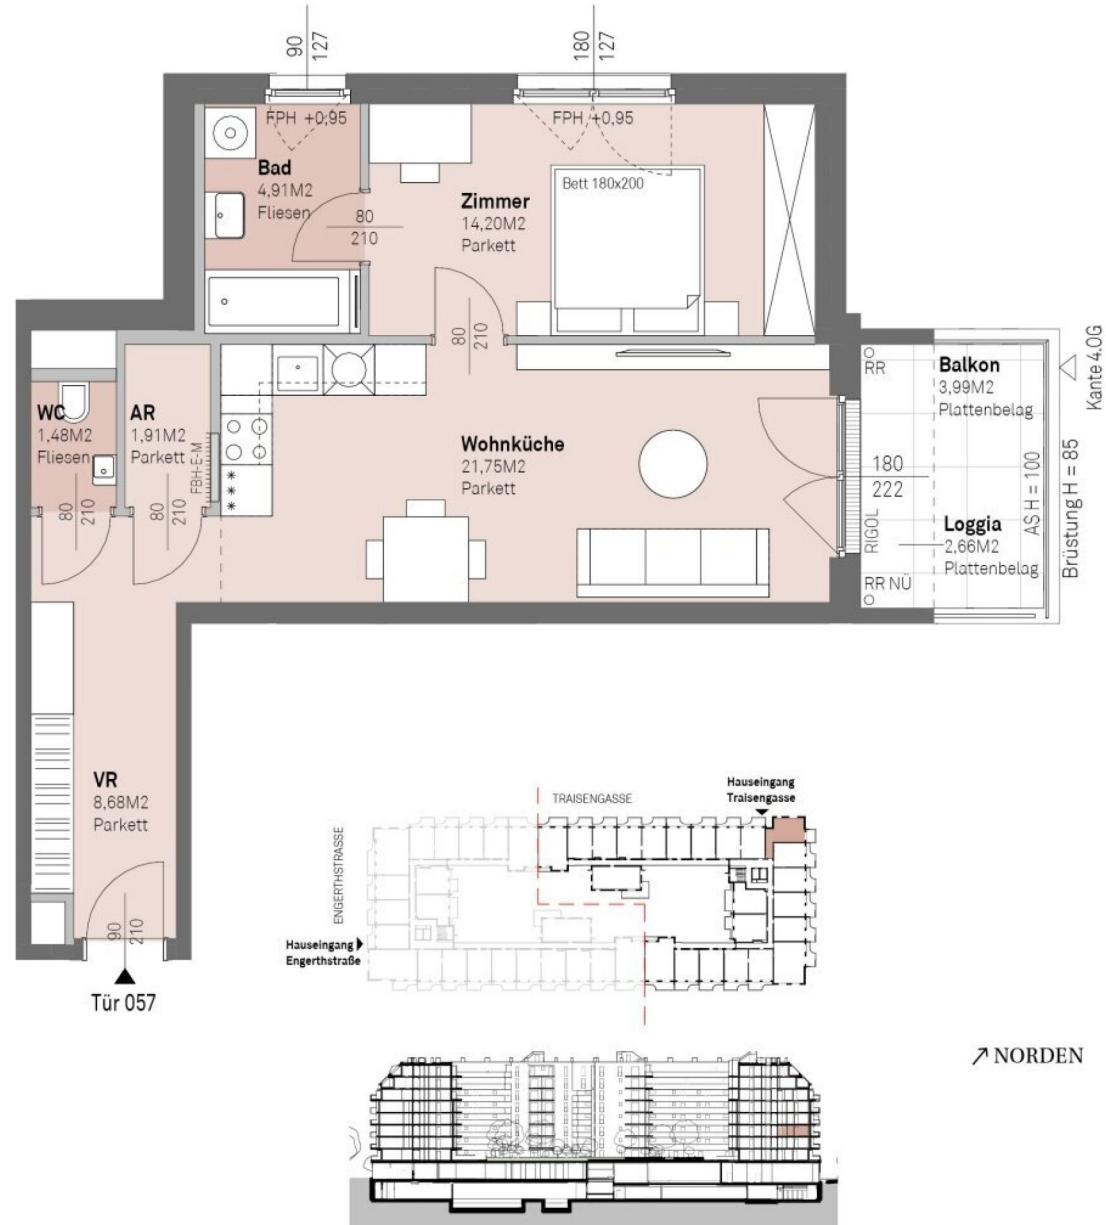 90
127
180
127
FPH +0,95
FPH +0,95
Bad
4,91M2
Fliesen
80
210
Zimmer
14,20M2
Parkett
Bett 180x200
80
210
WC
1,48M2
Fliesen
80
210
AR
1,91M2
Parkett
FBH-E-M
80
210
Wohnküche
21,75M2
Parkett
180
222
RR
RIGOL
RR NÜ
Balkon
3,99M2
Plattenbelag
Loggia
2,66M2
Plattenbelag
AS H = 100
Brüstung H = 85
Kante 4.OG
VR
8,68M2
Parkett
90
210
Tür 057
TRAISENGASSE
Hauseingang
Traisengasse
ENGERTHSTRASSE
Hauseingang
Engerthstraße
NORDEN